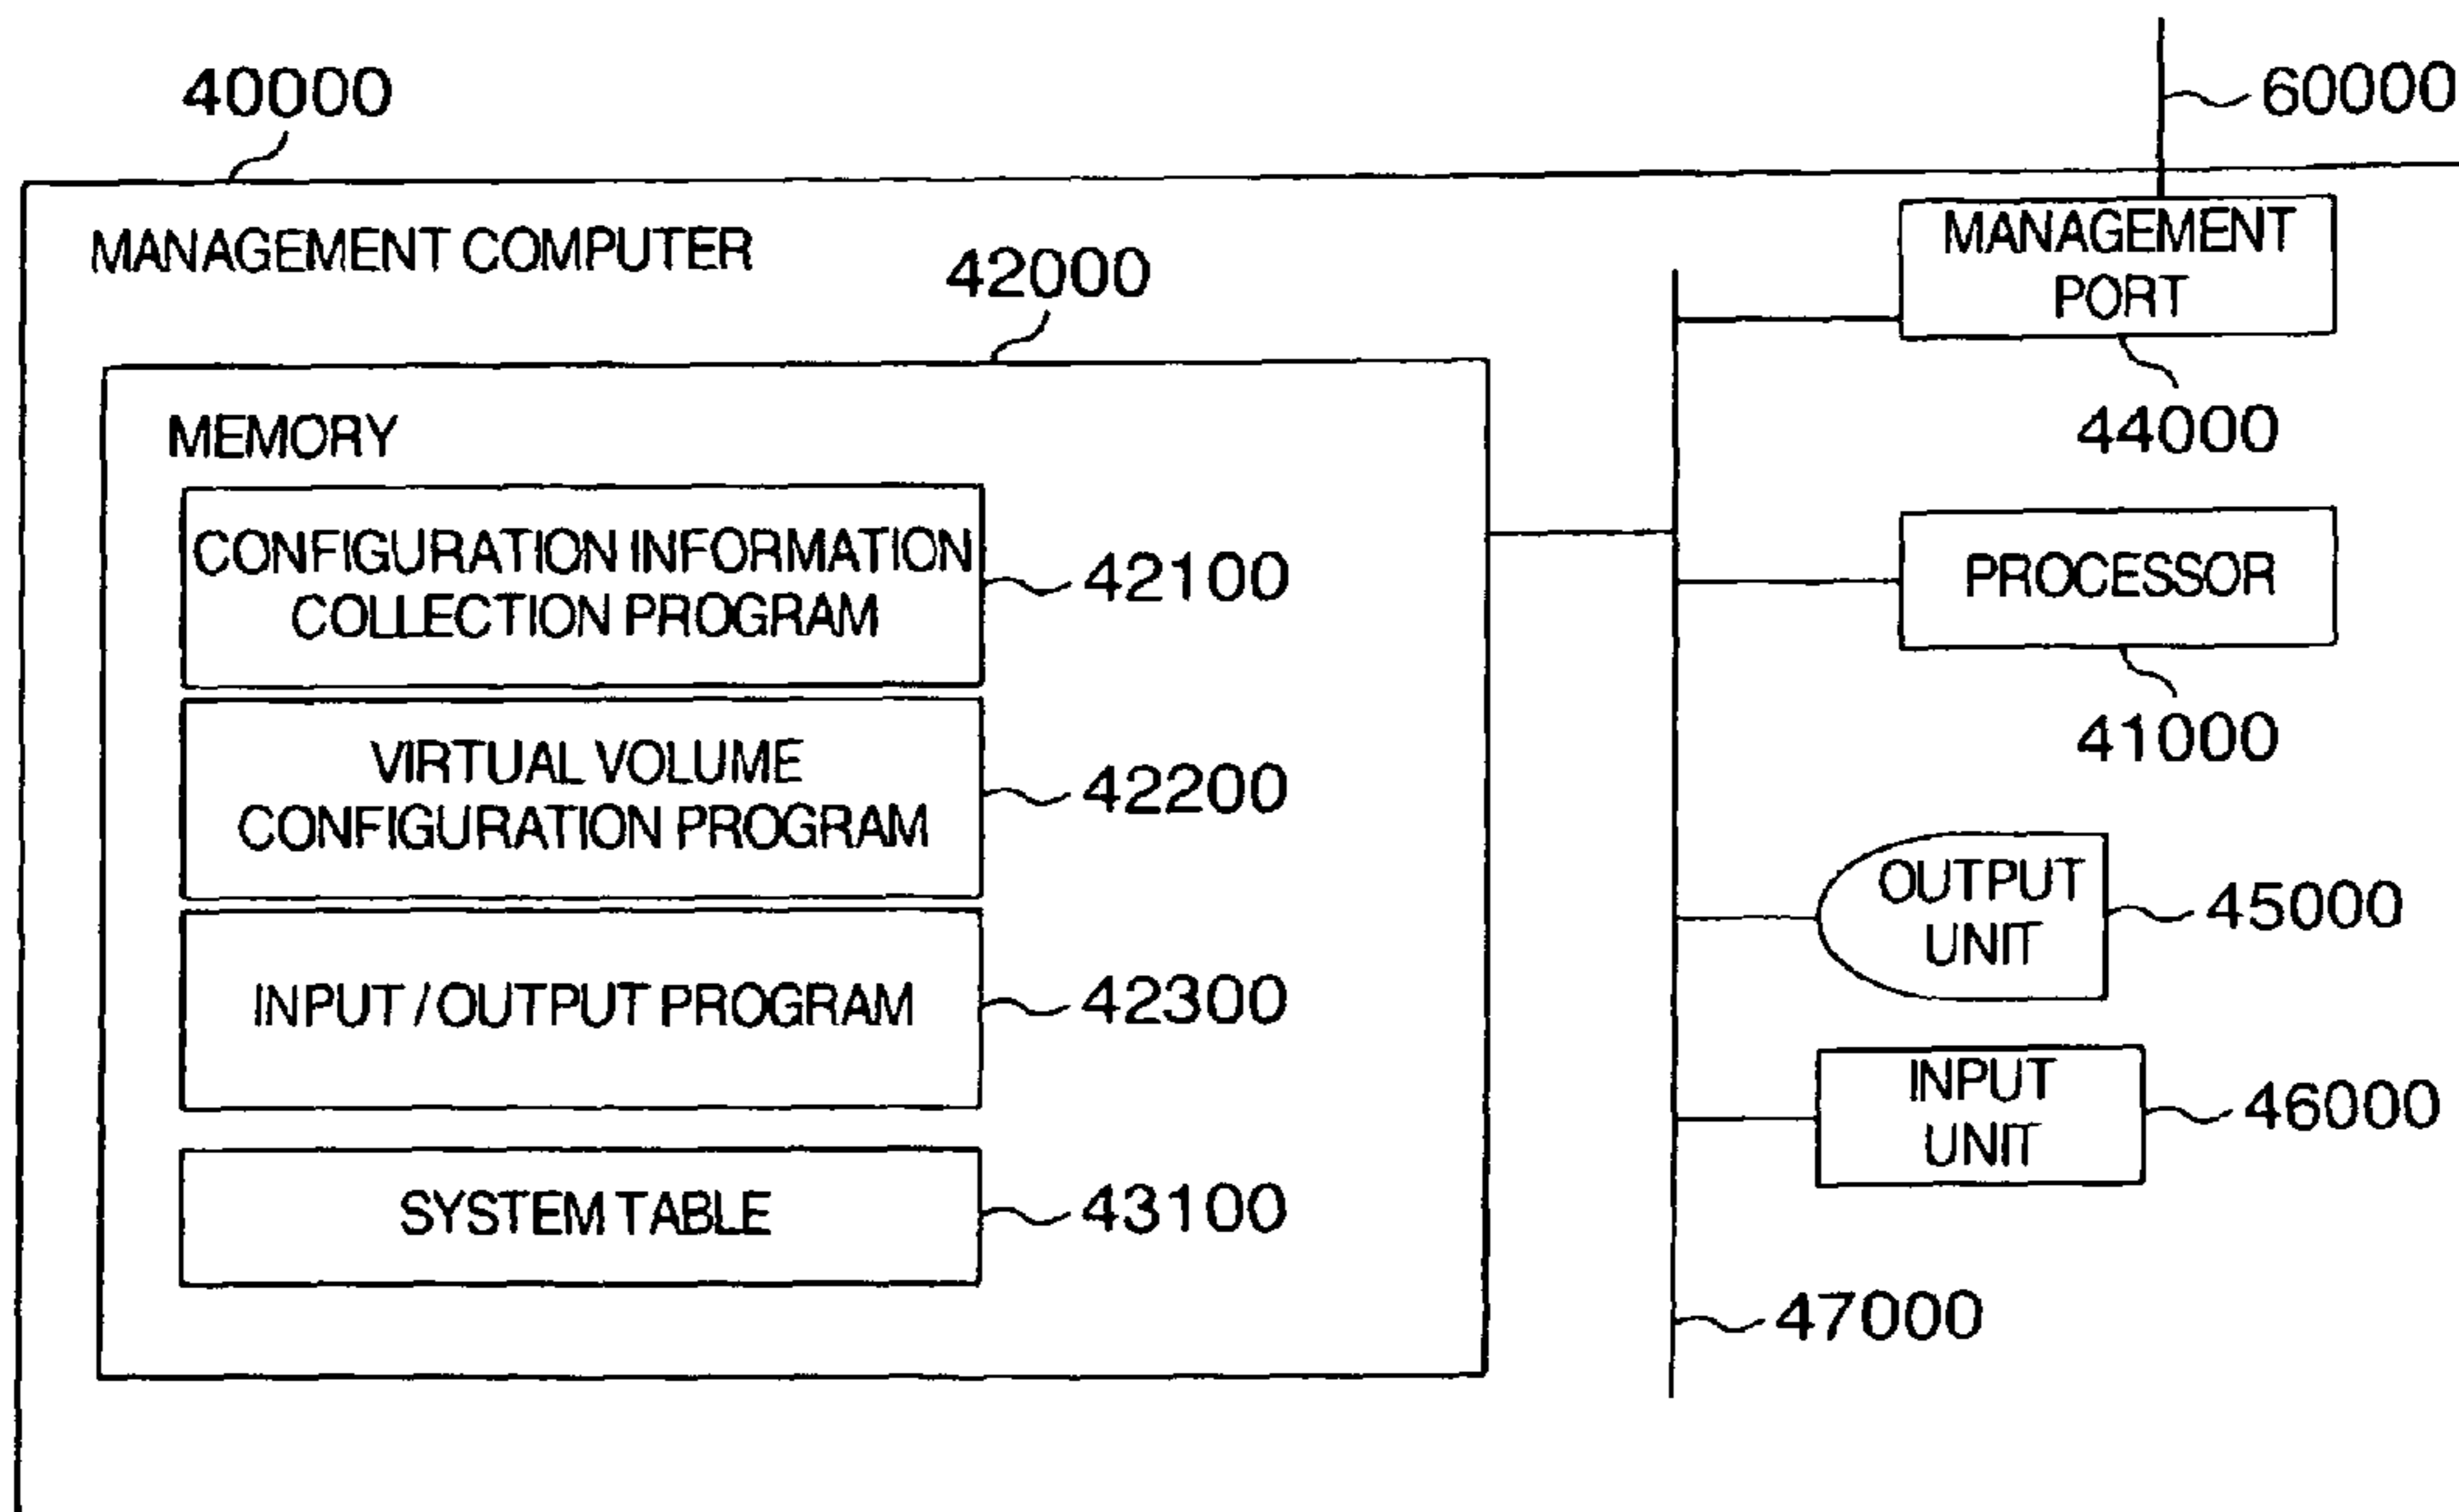 40000
60000
MANAGEMENT COMPUTER
42000
MANAGEMENT
PORT
44000
MEMORY
CONFIGURATION INFORMATION
COLLECTION PROGRAM
42100
PROCESSOR
41000
VIRTUAL VOLUME
CONFIGURATION PROGRAM
42200
OUTPUT
UNIT
45000
INPUT / OUTPUT PROGRAM
42300
INPUT
UNIT
46000
SYSTEM TABLE
43100
47000